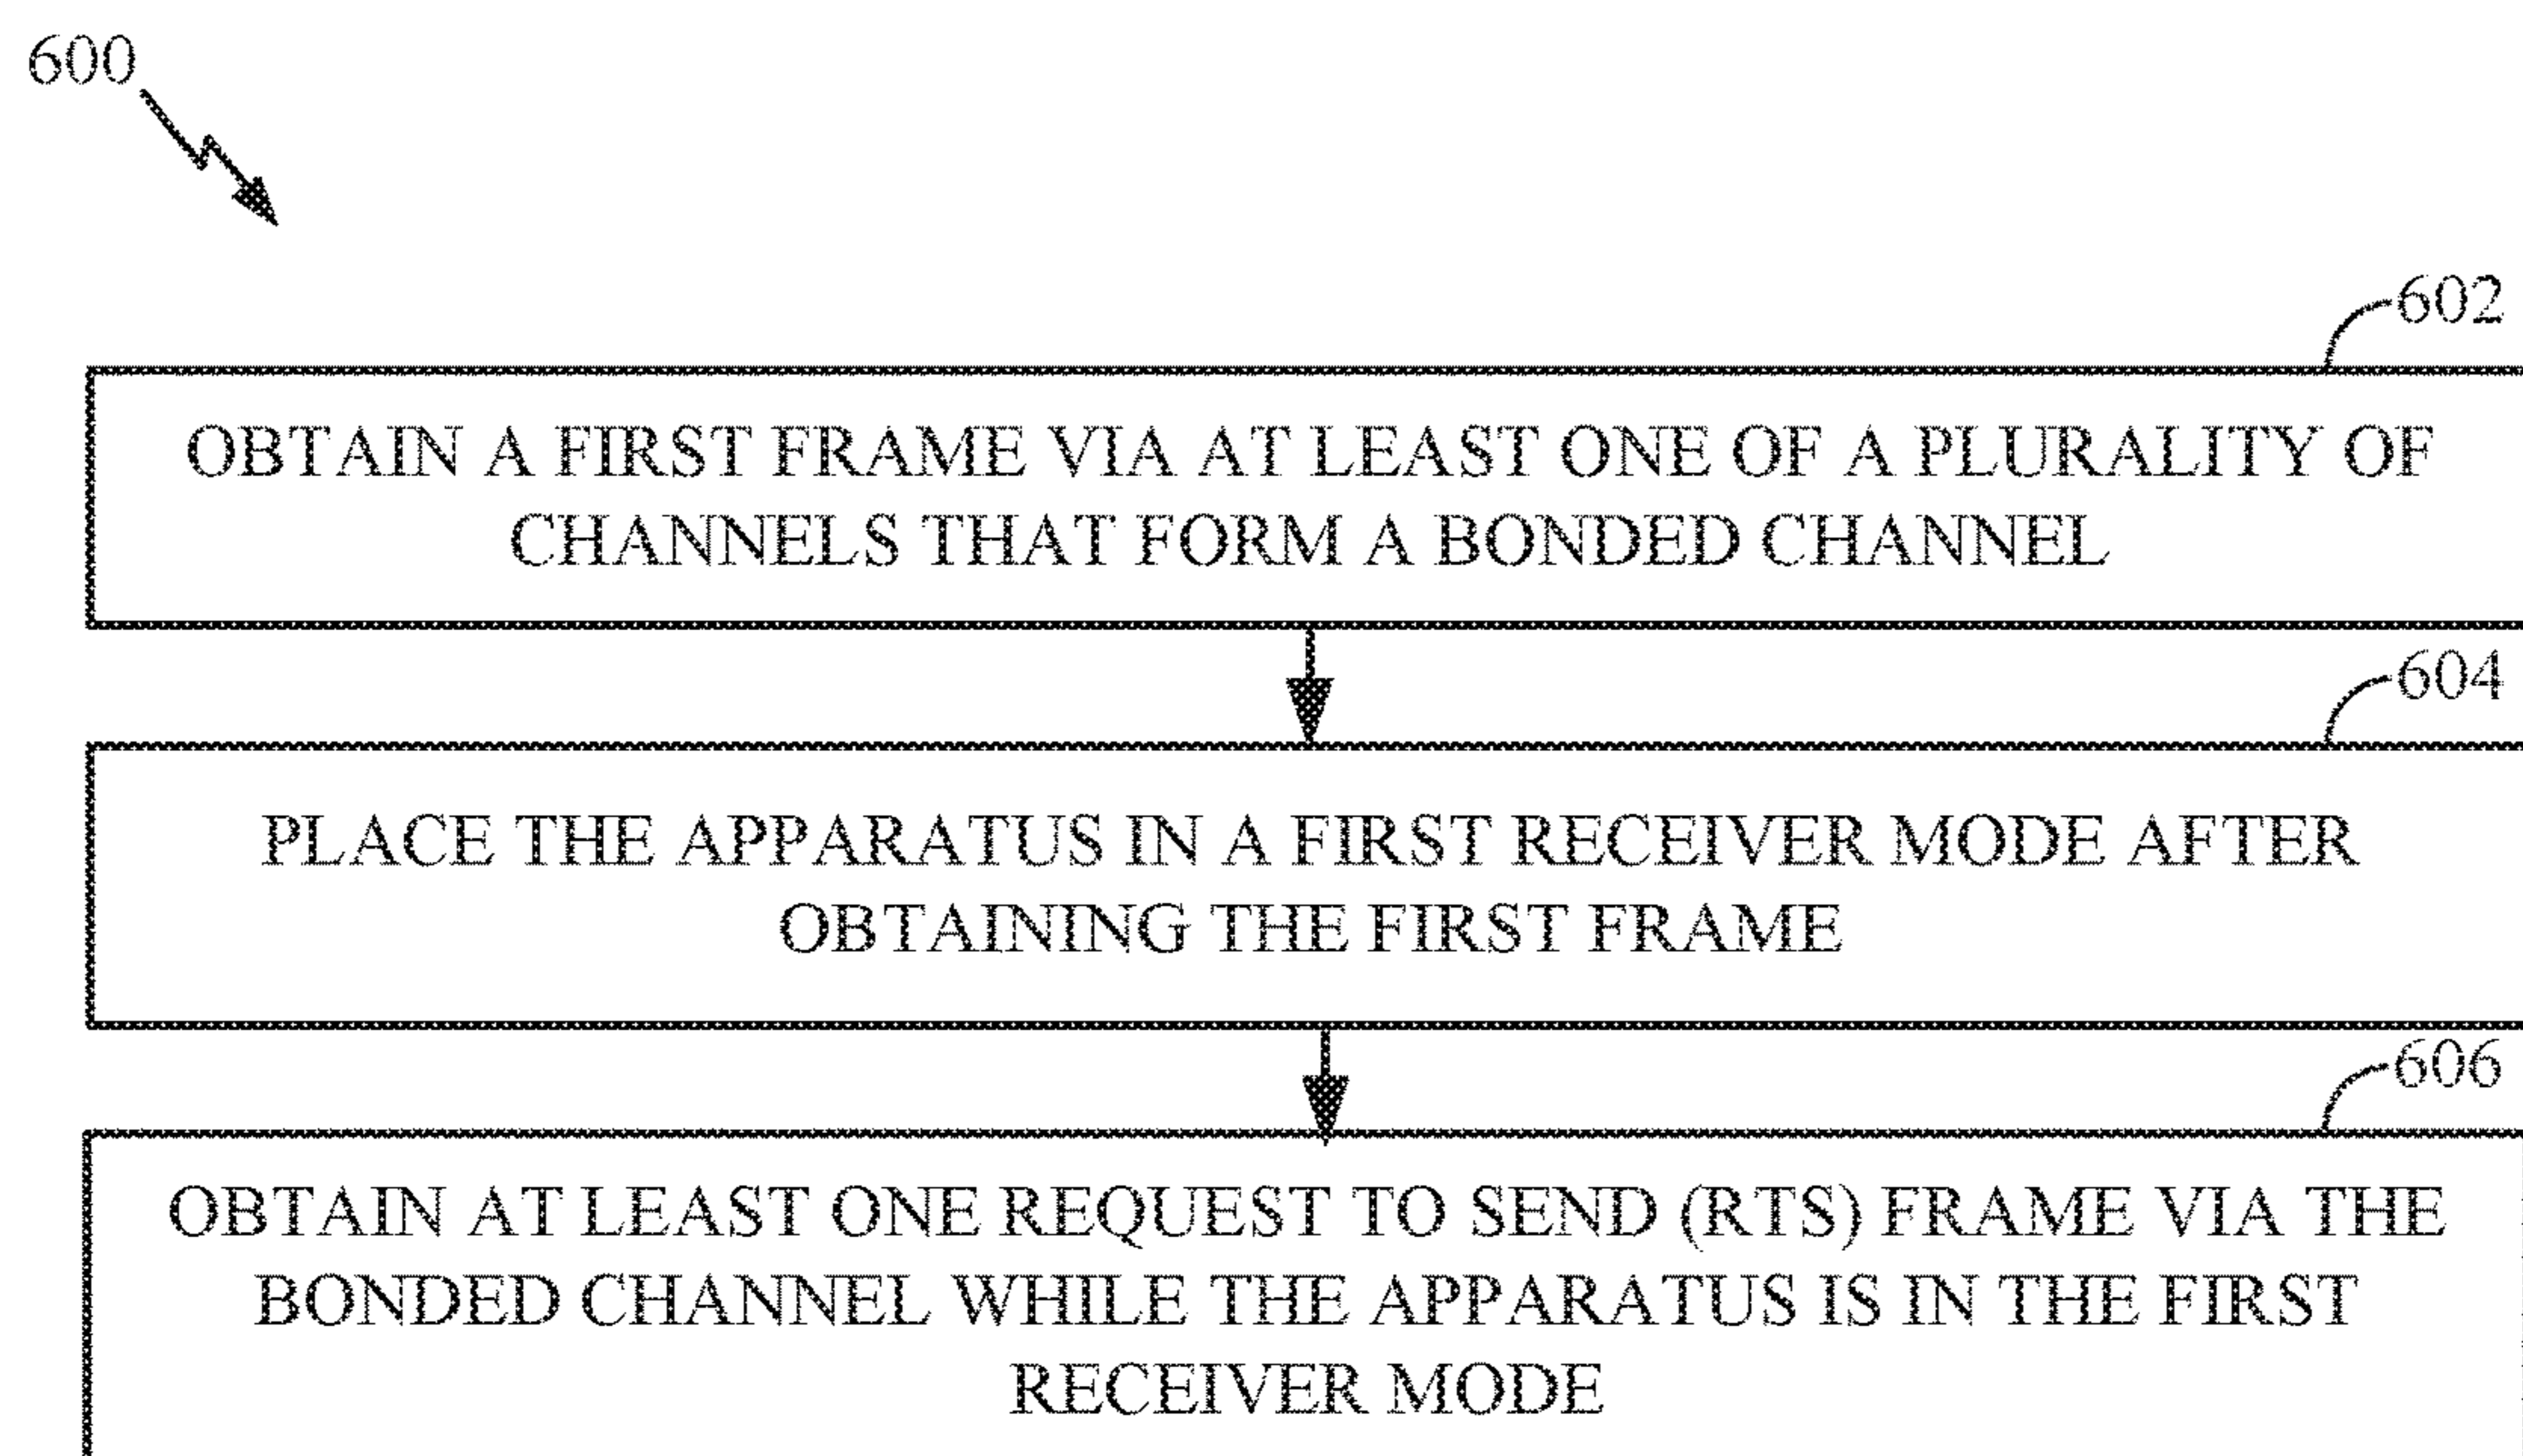 600
602
OBTAIN A FIRST FRAME VIA AT LEAST ONE OF A PLURALITY OF
CHANNELS THAT FORM A BONDED CHANNEL
604
PLACE THE APPARATUS IN A FIRST RECEIVER MODE AFTER
OBTAINING THE FIRST FRAME
606
OBTAIN AT LEAST ONE REQUEST TO SEND (RTS) FRAME VIA THE
BONDED CHANNEL WHILE THE APPARATUS IS IN THE FIRST
RECEIVER MODE